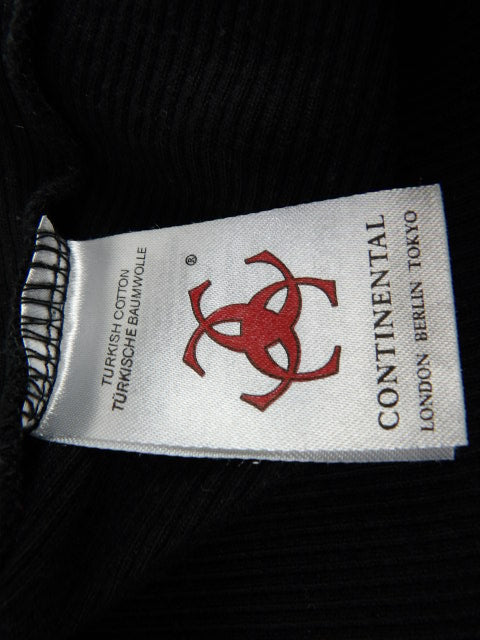 TURKISH COTTON
TÜRKISCHE BAUMWOLLE
®
CONTINENTAL
LONDON BERLIN TOKYO